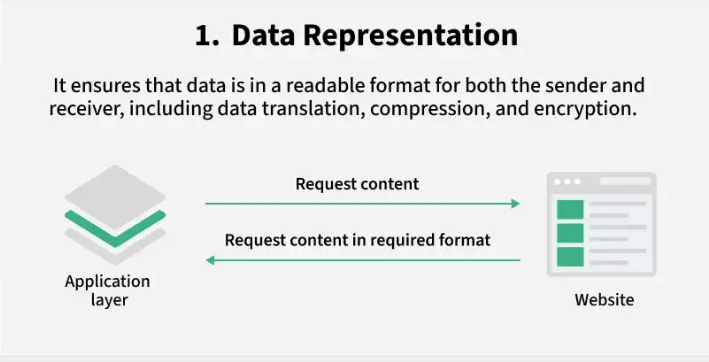 1. Data Representation
It ensures that data is in a readable format for both the sender and
receiver, including data translation, compression, and encryption.
Request content
Request content in required format
Application
layer
Website